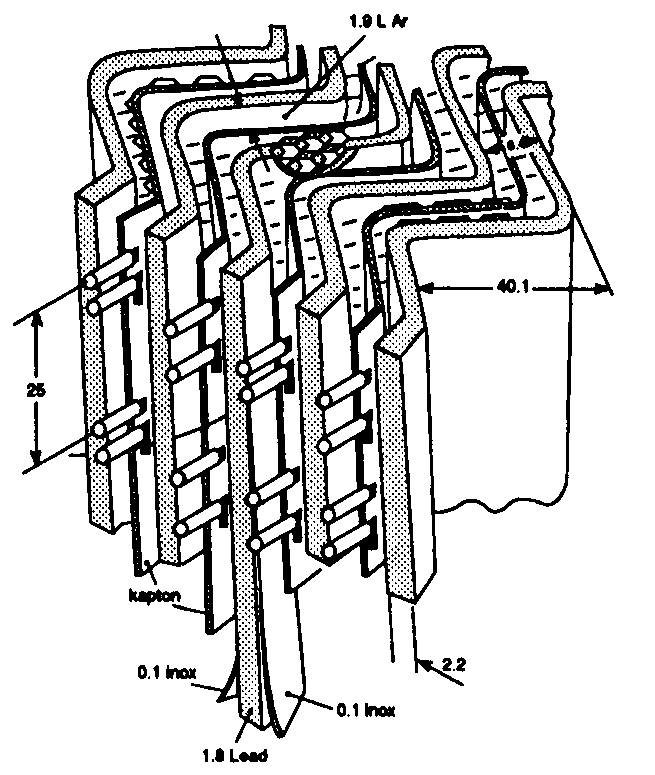 1.9 L Ar
40.1
25
kapton
2.2
0.1 inox
0.1 inox
1.8 Lead